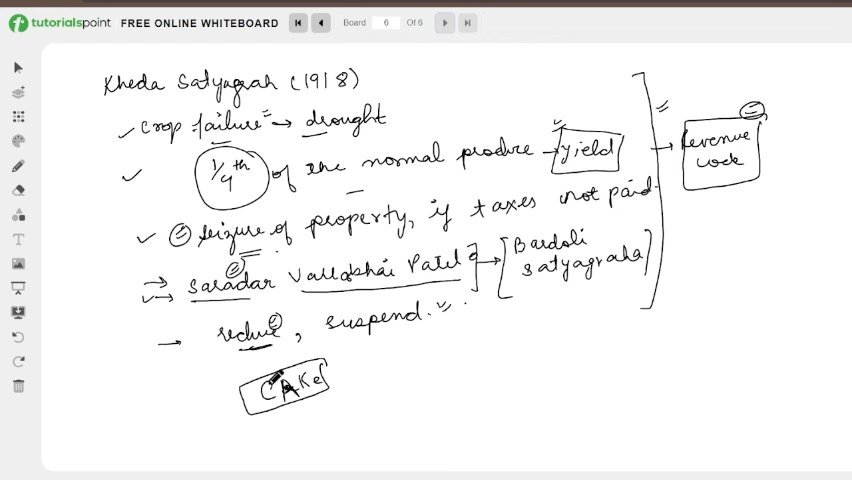 tutorialspoint FREE ONLINE WHITEBOARD Board 6 Of 6
Kheda Satyagrah (1918)
crop failure → drought
1/4th of the normal produce → yield
seizure of property, if taxes not paid.
→ Revenue code
→ Saradar Vallabhai Patel → Bardoli satyagraha
→ reduce, suspend.
CAKe